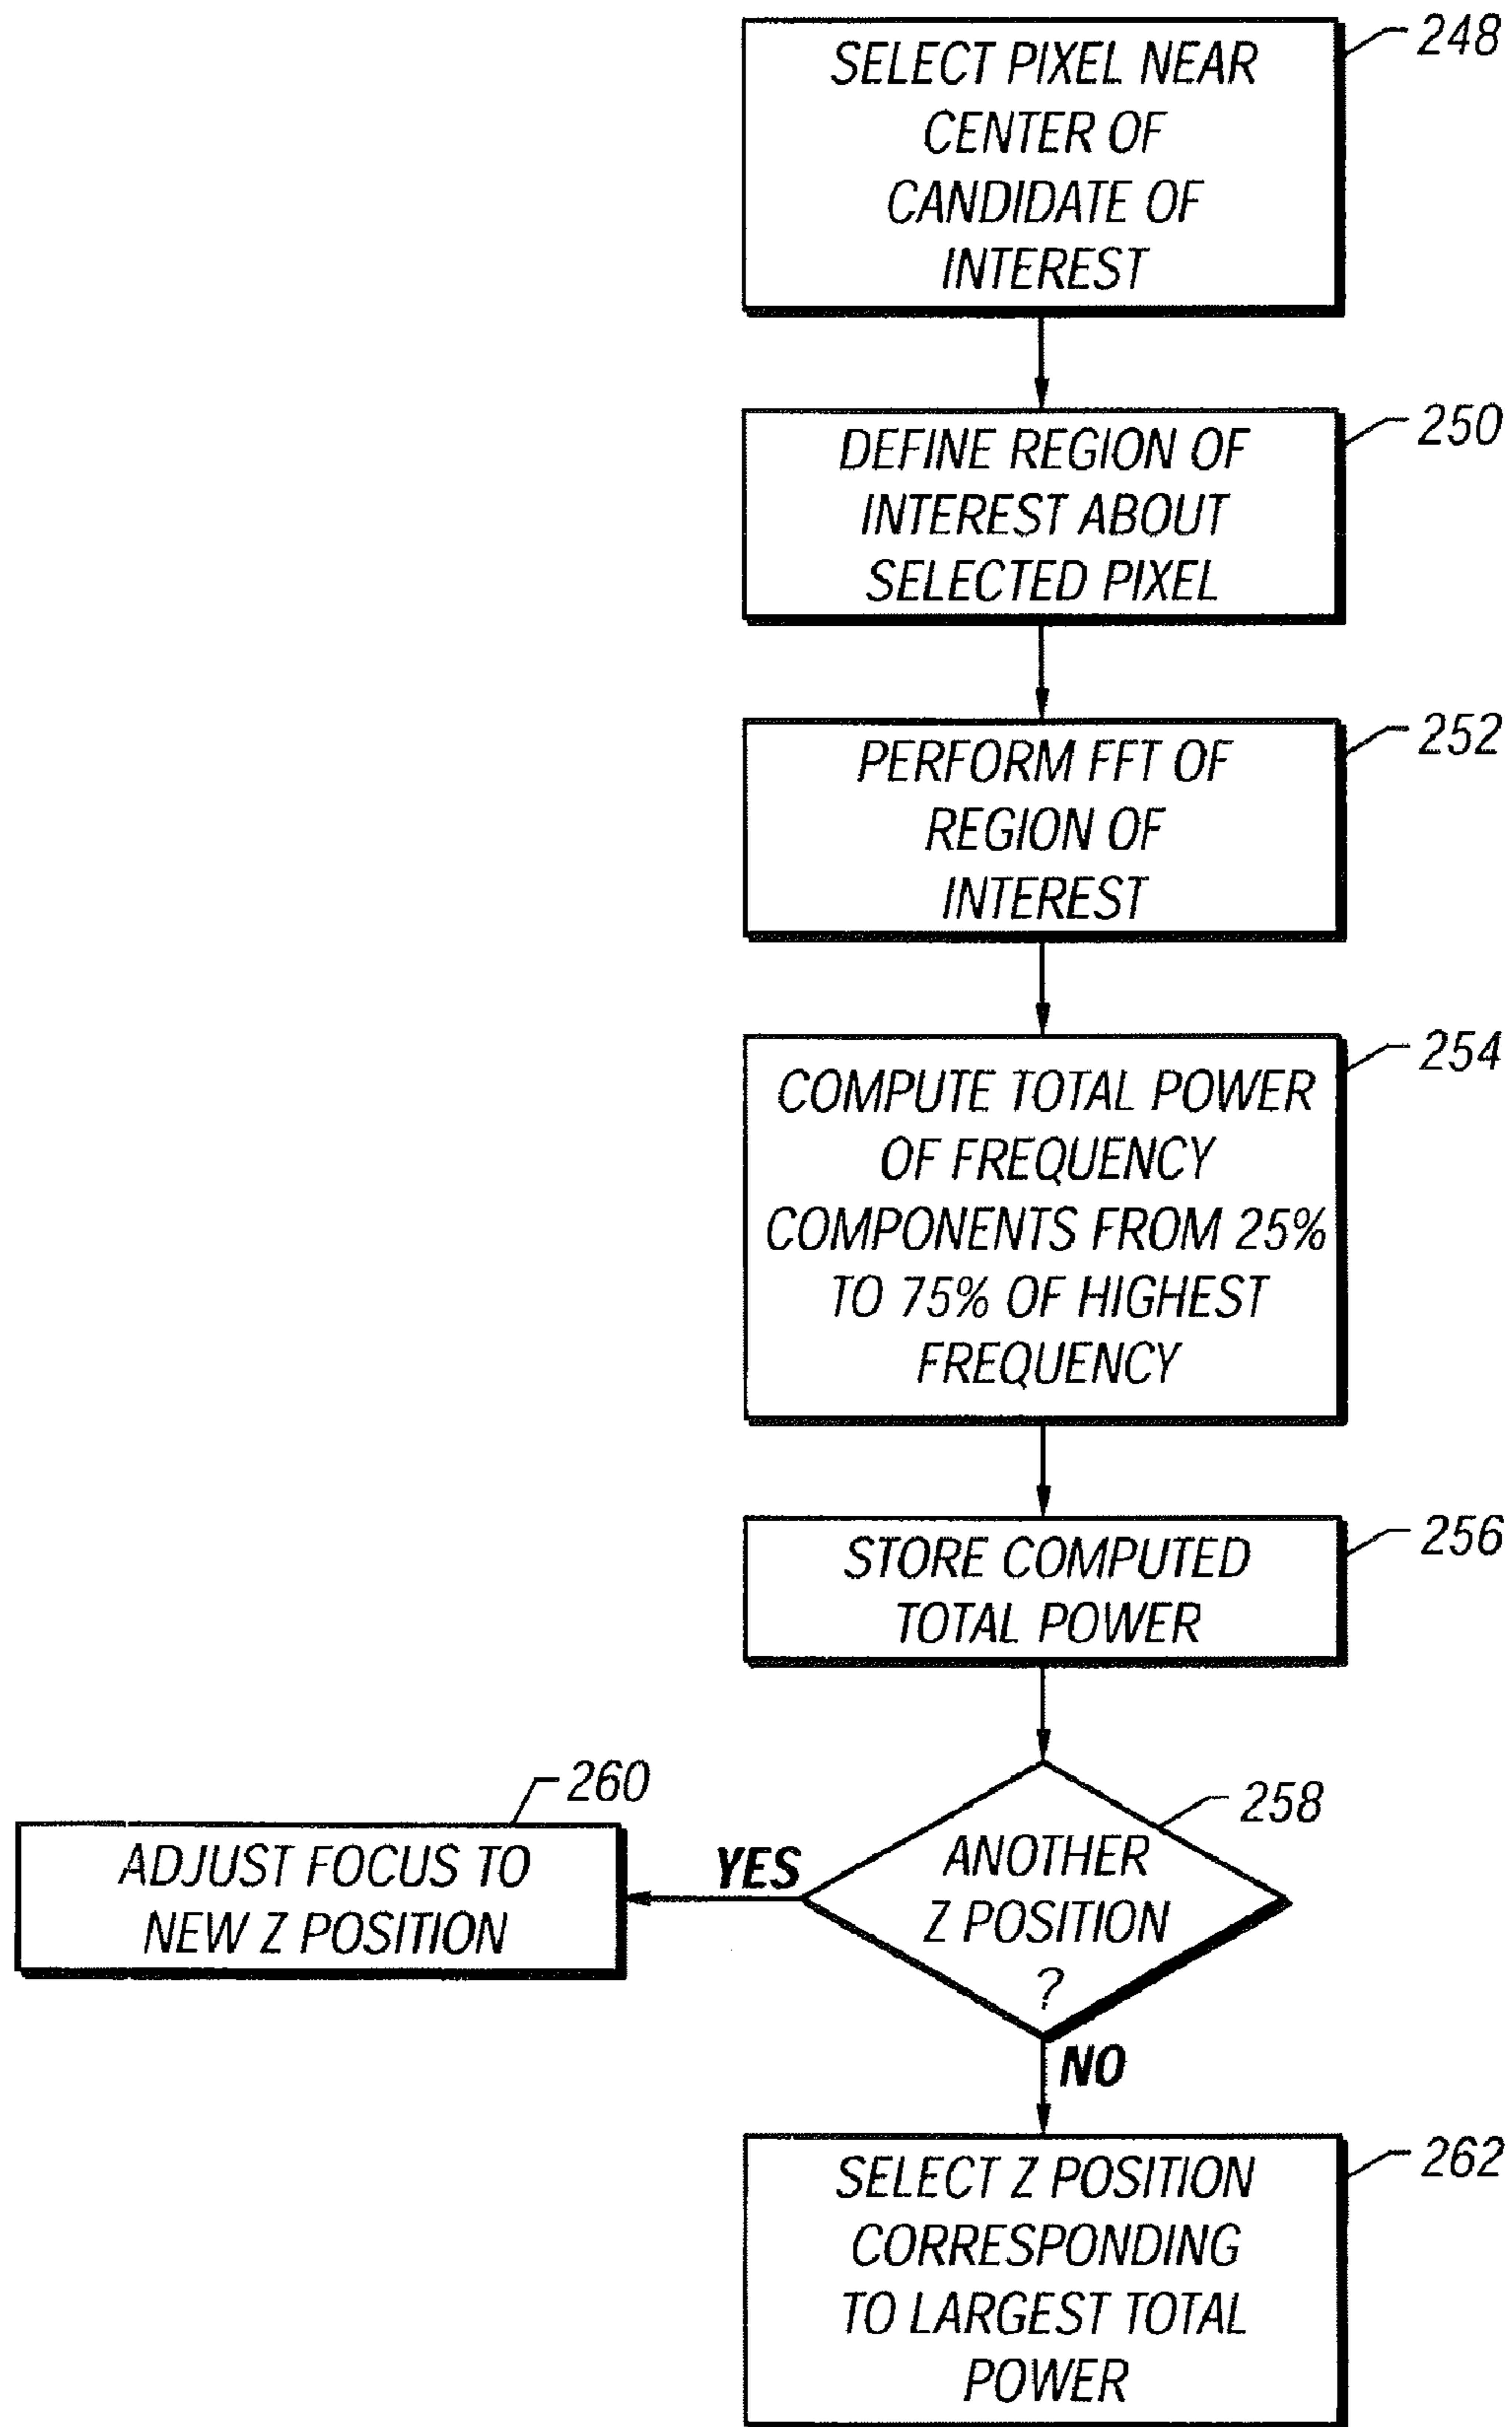 248
SELECT PIXEL NEAR
CENTER OF
CANDIDATE OF
INTEREST
250
DEFINE REGION OF
INTEREST ABOUT
SELECTED PIXEL
252
PERFORM FFT OF
REGION OF
INTEREST
254
COMPUTE TOTAL POWER
OF FREQUENCY
COMPONENTS FROM 25%
TO 75% OF HIGHEST
FREQUENCY
256
STORE COMPUTED
TOTAL POWER
258
ANOTHER
Z POSITION
?
YES
260
ADJUST FOCUS TO
NEW Z POSITION
NO
262
SELECT Z POSITION
CORRESPONDING
TO LARGEST TOTAL
POWER